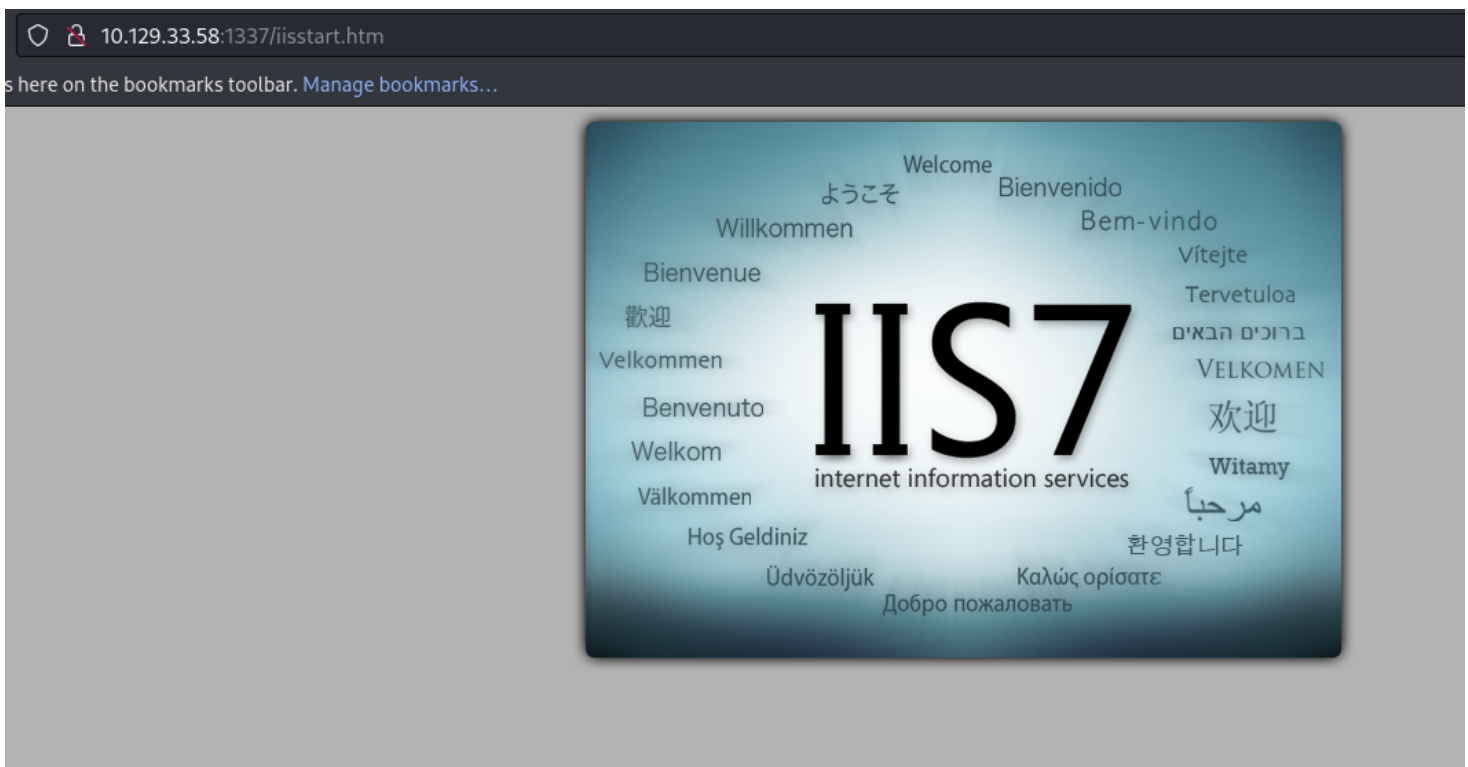 10.129.33.58:1337/iisstart.htm
s here on the bookmarks toolbar. Manage bookmarks...
Welcome
ようこそ
Bienvenido
Willkommen
Bem-vindo
Bienvenue
Vítejte
歡迎
Tervetuloa
ברוכים הבאים
Velkommen
VELKOMEN
Benvenuto
欢迎
Welkom
Witamy
Välkommen
مرحباً
Hoş Geldiniz
환영합니다
Üdvözöljük
Καλώς ορίσατε
Добро пожаловать
IIS7
internet information services